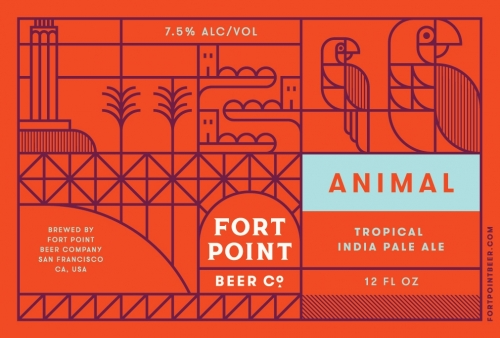 7.5% ALC/VOL
ANIMAL
TROPICAL
INDIA PALE ALE
12 FL OZ
FORT
POINT
BEER Co
BREWED BY
FORT POINT
BEER COMPANY
SAN FRANCISCO
CA, USA
FORTPOINTBEER.COM